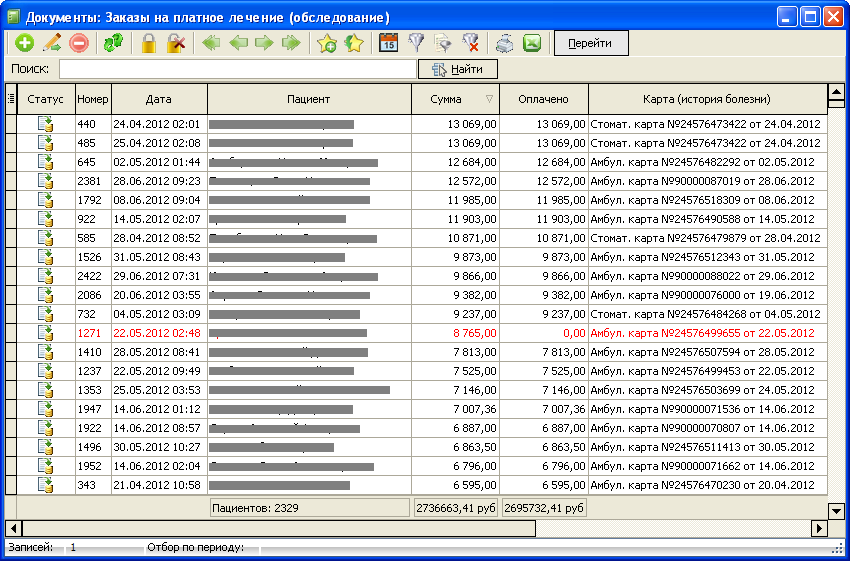 Документы: Заказы на платное лечение (обследование)
15 Перейти
Поиск: Найти
Статус Номер Дата Пациент Сумма Оплачено Карта (история болезни)
440 24.04.2012 02:01 13 069,00 13 069,00 Стомат. карта №24576473422 от 24.04.2012
485 25.04.2012 02:08 13 069,00 13 069,00 Стомат. карта №24576473422 от 24.04.2012
645 02.05.2012 01:44 12 684,00 12 684,00 Амбул. карта №24576482292 от 02.05.2012
2381 28.06.2012 09:23 12 572,00 12 572,00 Амбул. карта №90000087019 от 28.06.2012
1792 08.06.2012 09:04 11 985,00 11 985,00 Амбул. карта №24576518309 от 08.06.2012
922 14.05.2012 02:07 11 903,00 11 903,00 Амбул. карта №24576490588 от 14.05.2012
585 28.04.2012 08:52 10 871,00 10 871,00 Стомат. карта №24576479879 от 28.04.2012
1526 31.05.2012 08:43 9 873,00 9 873,00 Амбул. карта №24576512343 от 31.05.2012
2422 29.06.2012 07:31 9 866,00 9 866,00 Амбул. карта №90000088022 от 29.06.2012
2086 20.06.2012 03:55 9 382,00 9 382,00 Амбул. карта №90000076000 от 19.06.2012
732 04.05.2012 03:09 9 237,00 9 237,00 Стомат. карта №24576484268 от 04.05.2012
1271 22.05.2012 02:48 8 765,00 0,00 Амбул. карта №24576499655 от 22.05.2012
1410 28.05.2012 08:41 7 813,00 7 813,00 Амбул. карта №24576507594 от 28.05.2012
1237 22.05.2012 09:49 7 525,00 7 525,00 Амбул. карта №24576499453 от 22.05.2012
1353 25.05.2012 03:53 7 146,00 7 146,00 Амбул. карта №24576503699 от 24.05.2012
1947 14.06.2012 01:12 7 007,36 7 007,36 Амбул. карта №90000071536 от 14.06.2012
1922 14.06.2012 08:57 6 887,00 6 887,00 Амбул. карта №90000070807 от 14.06.2012
1496 30.05.2012 10:27 6 863,50 6 863,50 Амбул. карта №24576511413 от 30.05.2012
1952 14.06.2012 02:04 6 796,00 6 796,00 Амбул. карта №90000071662 от 14.06.2012
343 21.04.2012 10:58 6 595,00 6 595,00 Амбул. карта №24576470230 от 20.04.2012
Пациентов: 2329 2736663,41 руб 2695732,41 руб
Записей: 1 Отбор по периоду: